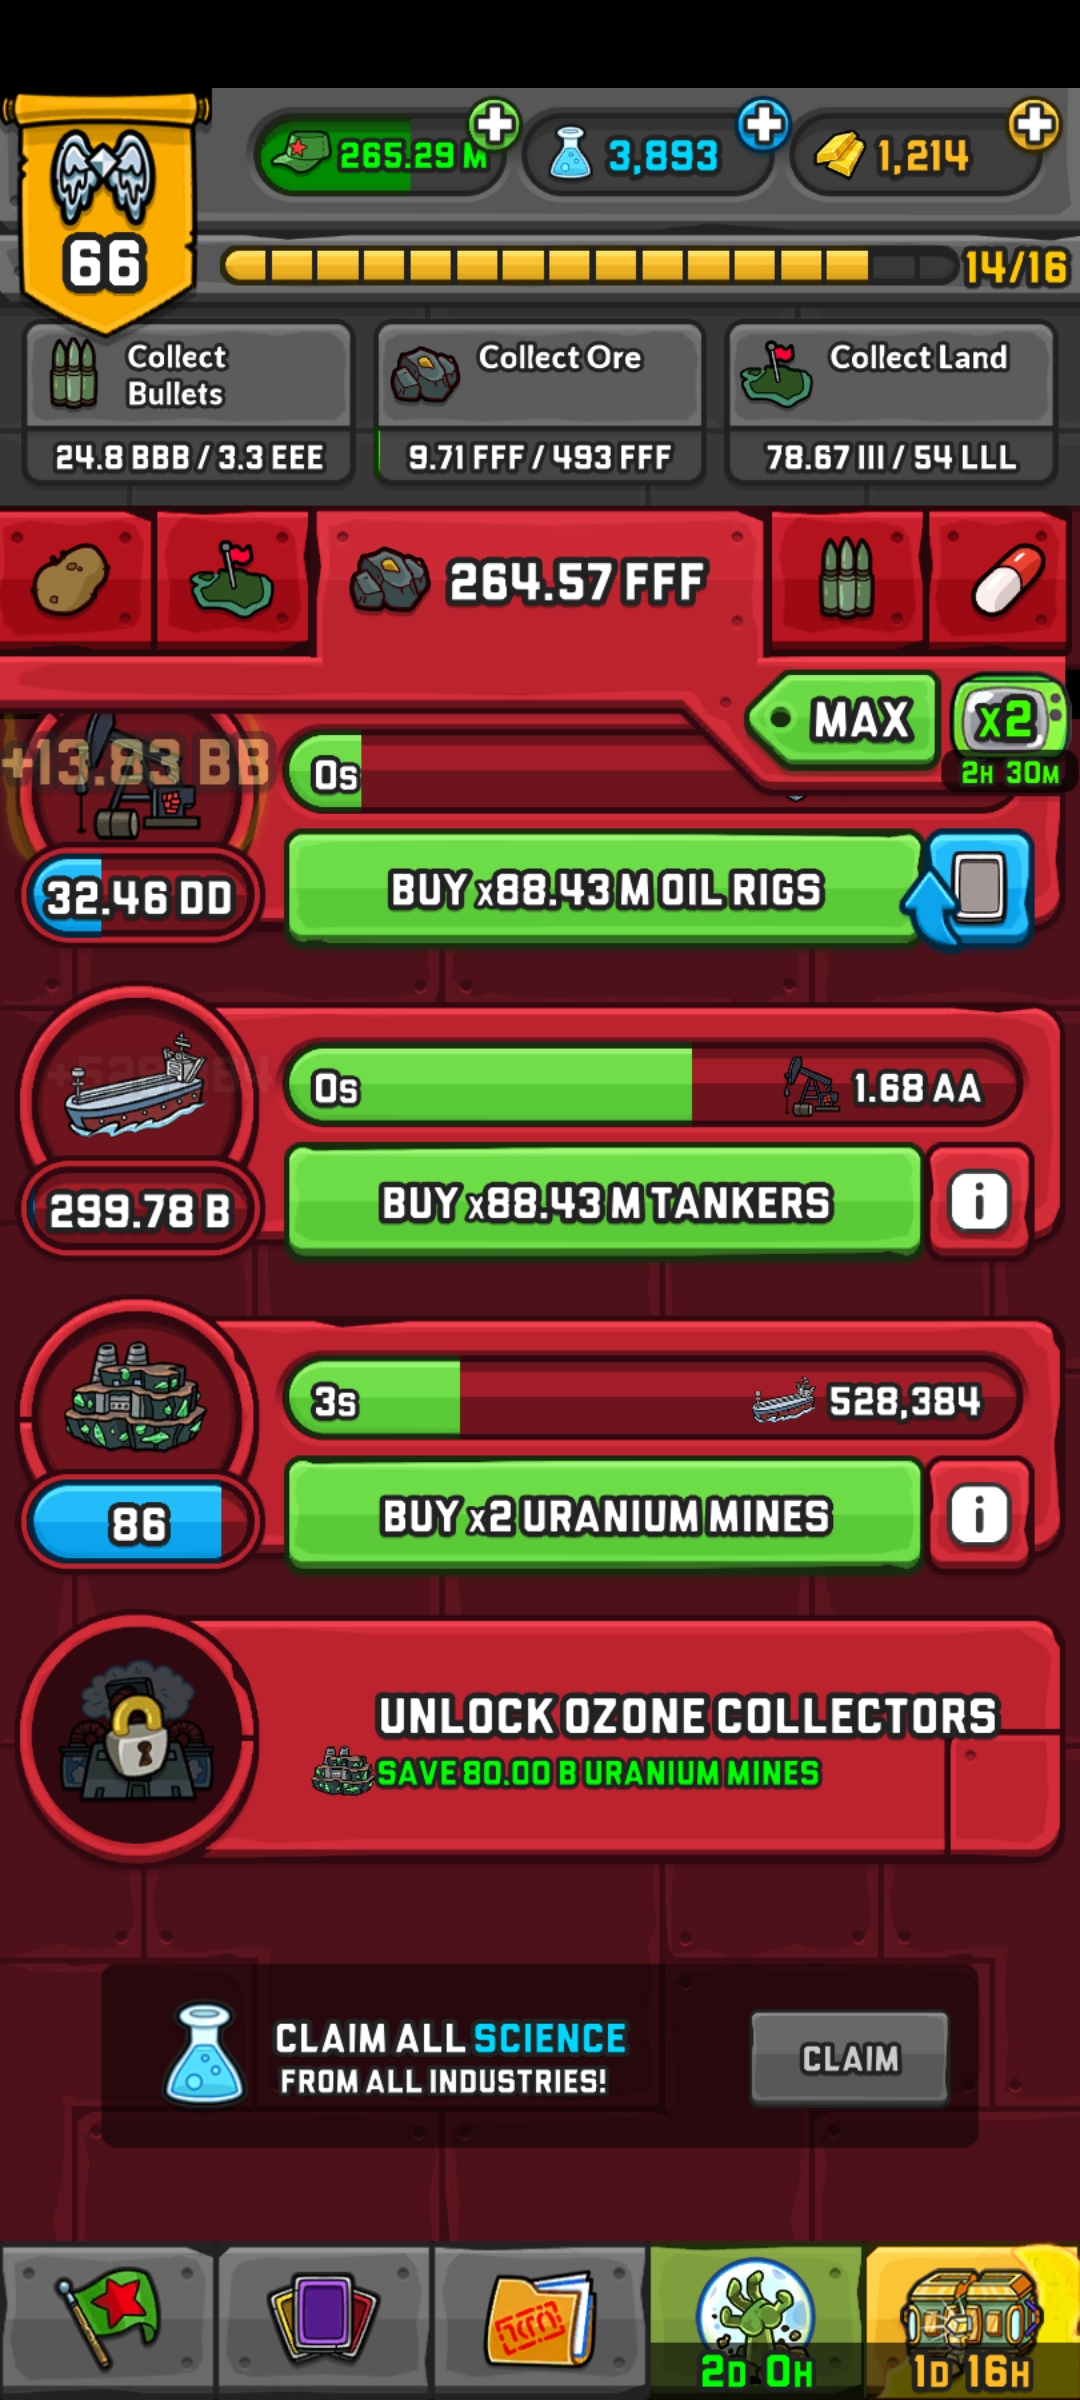 66
265.29 M
3,893
1,214
14/16
Collect
Bullets
24.8 BBB / 3.3 EEE
Collect Ore
9.71 FFF / 493 FFF
Collect Land
78.67 III / 54 LLL
264.57 FFF
MAX
x2
2H 30M
+13.83 BB
0s
32.46 DD
BUY x88.43 M OIL RIGS
0s
1.68 AA
299.78 B
BUY x88.43 M TANKERS
i
3s
528,384
86
BUY x2 URANIUM MINES
i
UNLOCK OZONE COLLECTORS
SAVE 80.00 B URANIUM MINES
CLAIM ALL SCIENCE
FROM ALL INDUSTRIES!
CLAIM
2D 0H
1D 16H